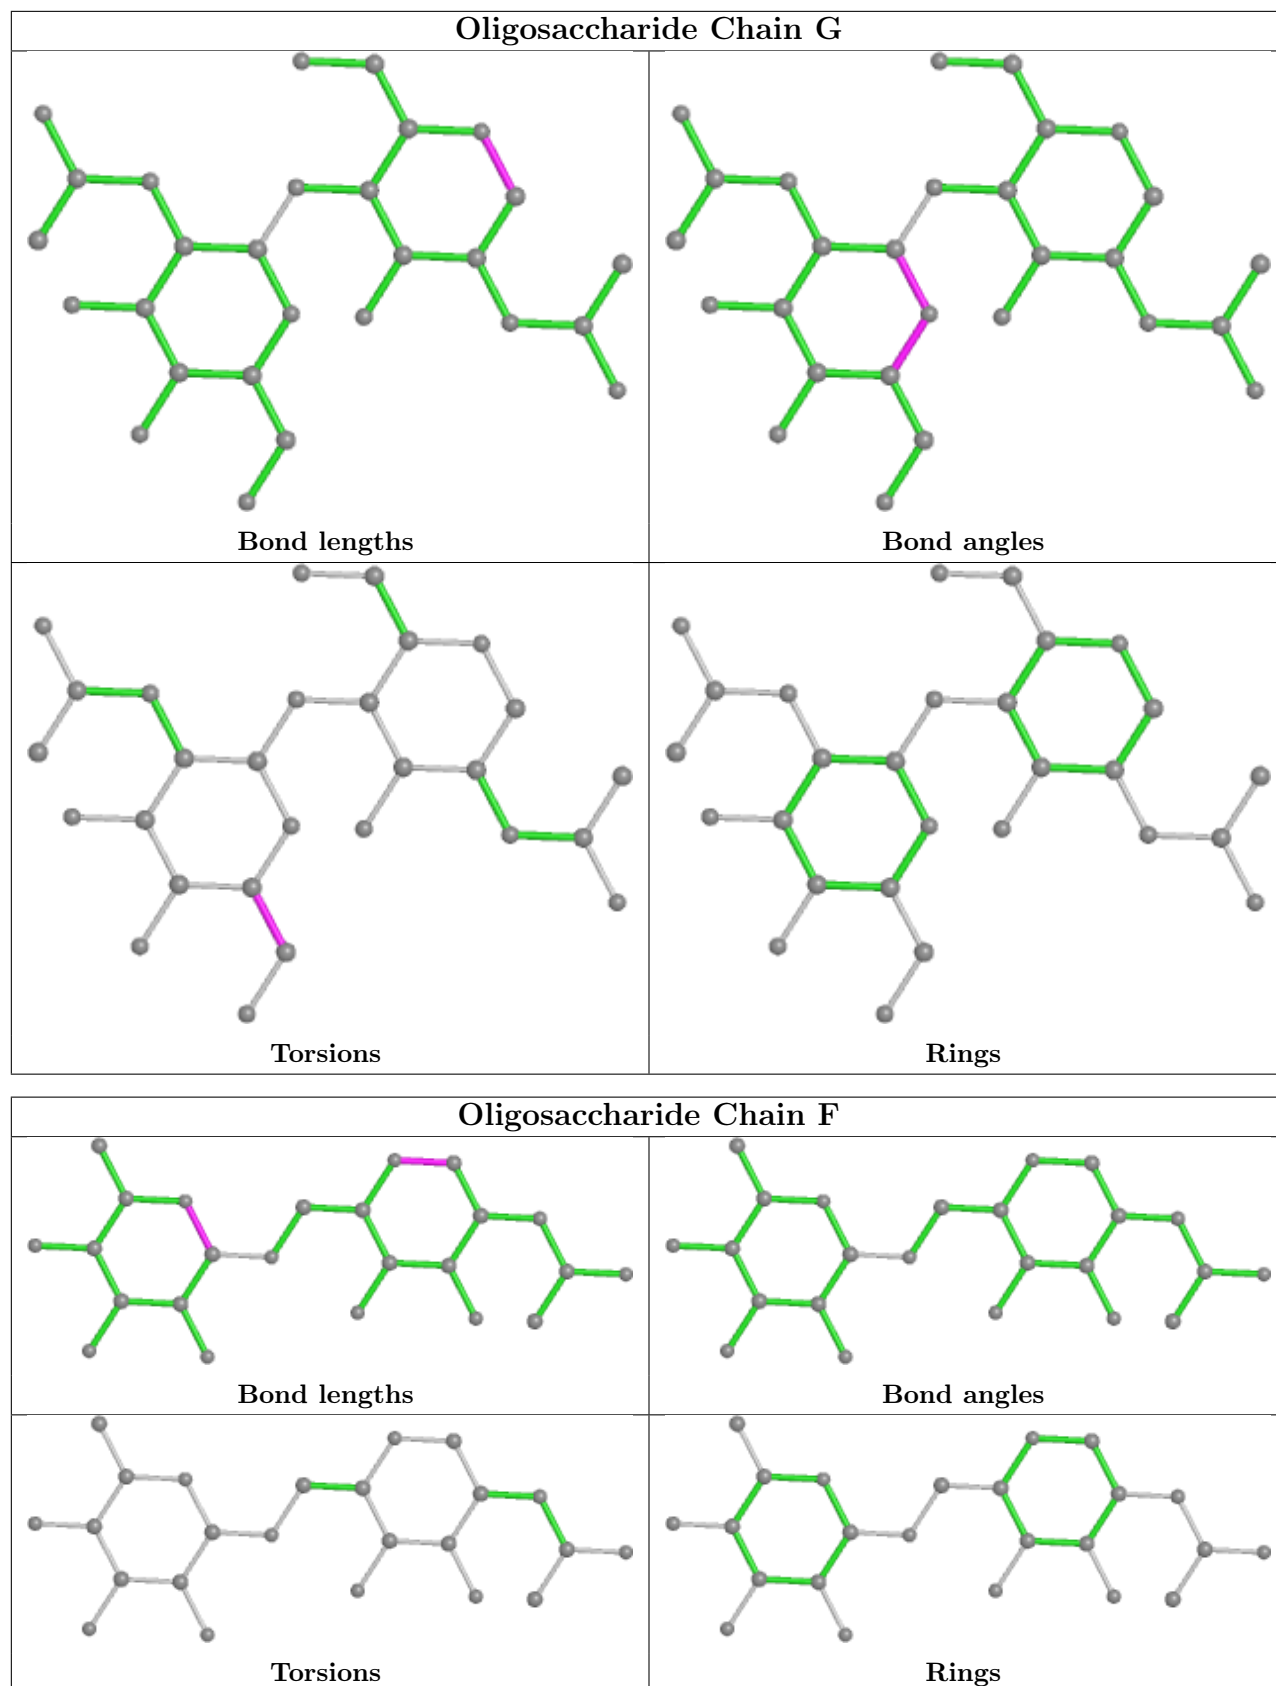 Oligosaccharide Chain G
Bond lengths
Bond angles
Torsions
Rings
Oligosaccharide Chain F
Bond lengths
Bond angles
Torsions
Rings